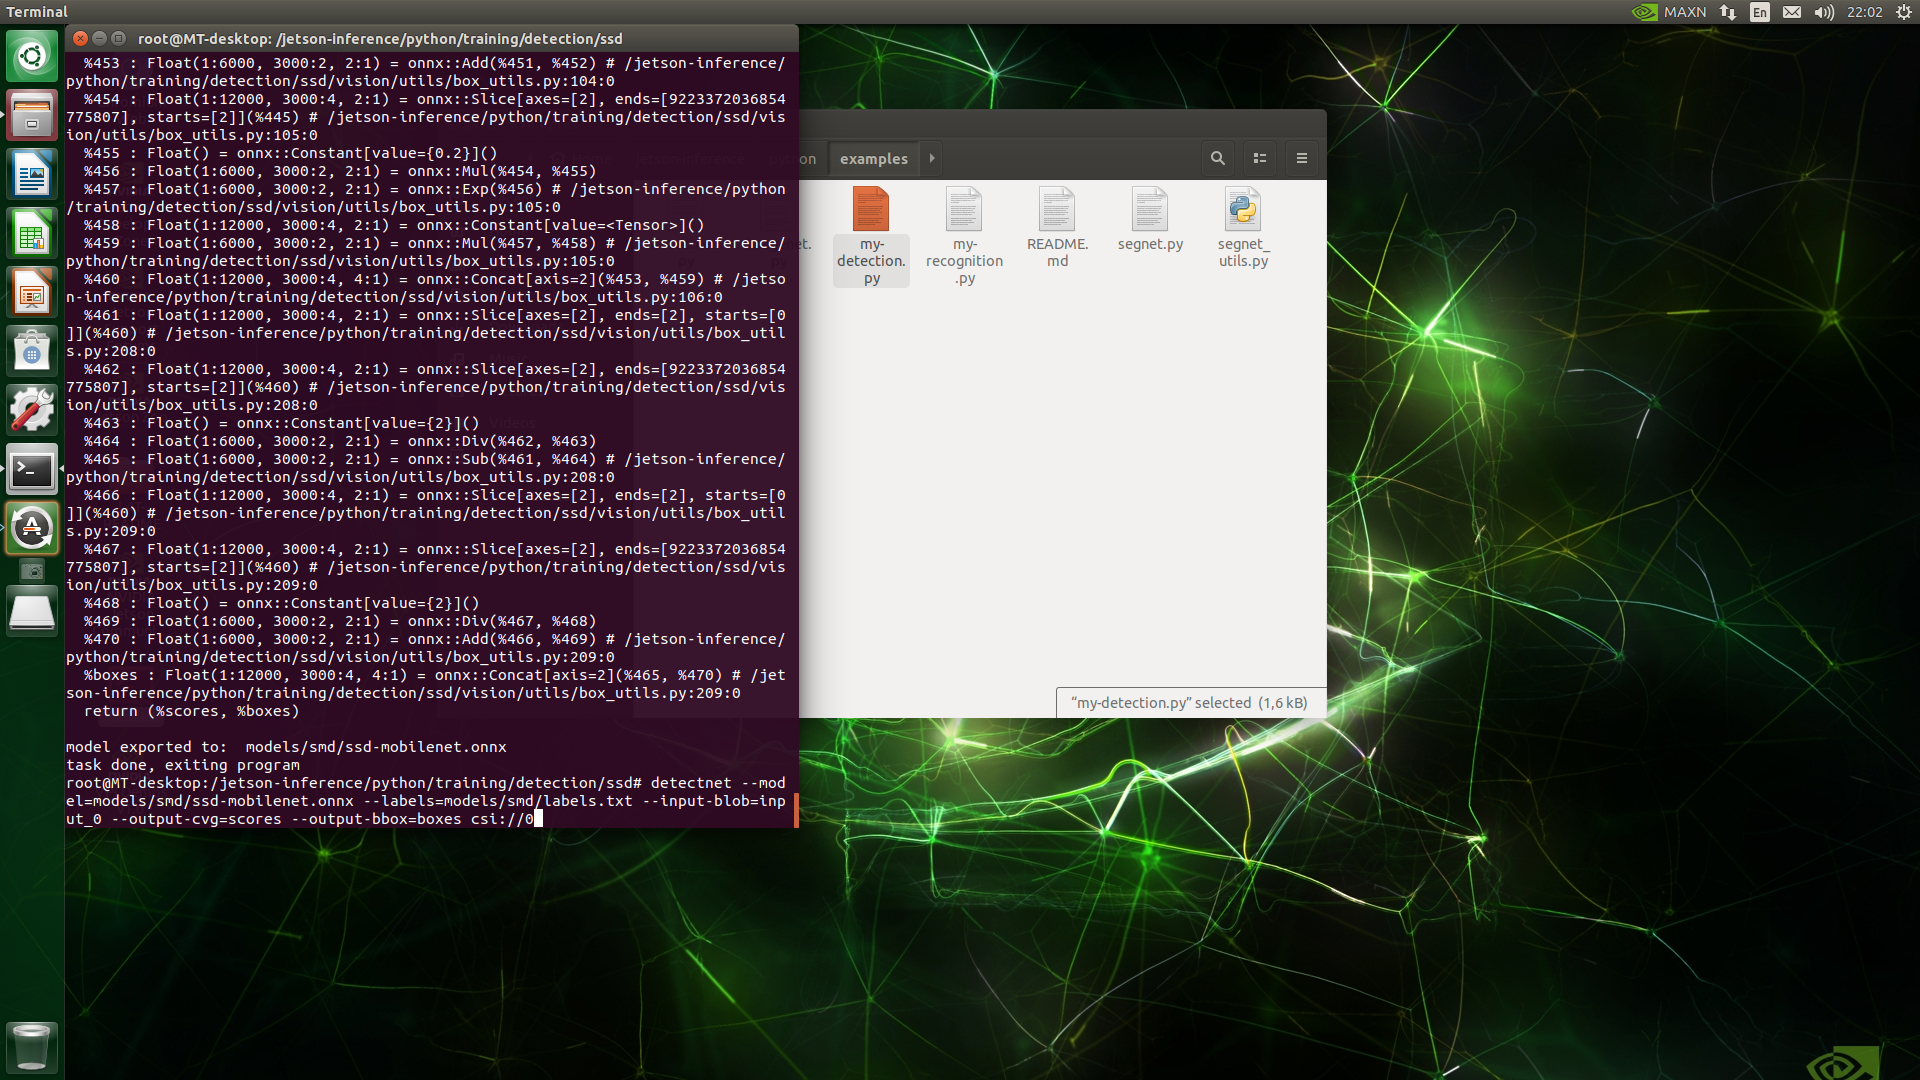 Terminal
MAXN
En
22:02
root@MT-desktop: /jetson-inference/python/training/detection/ssd
%453 : Float(1:6000, 3000:2, 2:1) = onnx::Add(%451, %452) # /jetson-inference/
python/training/detection/ssd/vision/utils/box_utils.py:104:0
%454 : Float(1:12000, 3000:4, 2:1) = onnx::Slice[axes=[2], ends=[9223372036854
775807], starts=[2]](%445) # /jetson-inference/python/training/detection/ssd/vis
ion/utils/box_utils.py:105:0
%455 : Float() = onnx::Constant[value={0.2}]()
%456 : Float(1:6000, 3000:2, 2:1) = onnx::Mul(%454, %455)
%457 : Float(1:6000, 3000:2, 2:1) = onnx::Exp(%456) # /jetson-inference/python
/training/detection/ssd/vision/utils/box_utils.py:105:0
%458 : Float(1:12000, 3000:4, 2:1) = onnx::Constant[value=<Tensor>]()
%459 : Float(1:6000, 3000:2, 2:1) = onnx::Mul(%457, %458) # /jetson-inference/
python/training/detection/ssd/vision/utils/box_utils.py:105:0
%460 : Float(1:12000, 3000:4, 4:1) = onnx::Concat[axis=2](%453, %459) # /jetso
n-inference/python/training/detection/ssd/vision/utils/box_utils.py:106:0
%461 : Float(1:12000, 3000:4, 2:1) = onnx::Slice[axes=[2], ends=[2], starts=[0
]](%460) # /jetson-inference/python/training/detection/ssd/vision/utils/box_util
s.py:208:0
%462 : Float(1:12000, 3000:4, 2:1) = onnx::Slice[axes=[2], ends=[9223372036854
775807], starts=[2]](%460) # /jetson-inference/python/training/detection/ssd/vis
ion/utils/box_utils.py:208:0
%463 : Float() = onnx::Constant[value={2}]()
%464 : Float(1:6000, 3000:2, 2:1) = onnx::Div(%462, %463)
%465 : Float(1:6000, 3000:2, 2:1) = onnx::Sub(%461, %464) # /jetson-inference/
python/training/detection/ssd/vision/utils/box_utils.py:208:0
%466 : Float(1:12000, 3000:4, 2:1) = onnx::Slice[axes=[2], ends=[2], starts=[0
]](%460) # /jetson-inference/python/training/detection/ssd/vision/utils/box_util
s.py:209:0
%467 : Float(1:12000, 3000:4, 2:1) = onnx::Slice[axes=[2], ends=[9223372036854
775807], starts=[2]](%460) # /jetson-inference/python/training/detection/ssd/vis
ion/utils/box_utils.py:209:0
%468 : Float() = onnx::Constant[value={2}]()
%469 : Float(1:6000, 3000:2, 2:1) = onnx::Div(%467, %468)
%470 : Float(1:6000, 3000:2, 2:1) = onnx::Add(%466, %469) # /jetson-inference/
python/training/detection/ssd/vision/utils/box_utils.py:209:0
%boxes : Float(1:12000, 3000:4, 4:1) = onnx::Concat[axis=2](%465, %470) # /jet
son-inference/python/training/detection/ssd/vision/utils/box_utils.py:209:0
return (%scores, %boxes)
model exported to:  models/smd/ssd-mobilenet.onnx
task done, exiting program
root@MT-desktop:/jetson-inference/python/training/detection/ssd# detectnet --mod
el=models/smd/ssd-mobilenet.onnx --labels=models/smd/labels.txt --input-blob=inp
ut_0 --output-cvg=scores --output-bbox=boxes csi://0
examples
my-
detection.
py
my-
recognition
.py
README.
md
segnet.py
segnet_
utils.py
“my-detection.py” selected (1,6 kB)